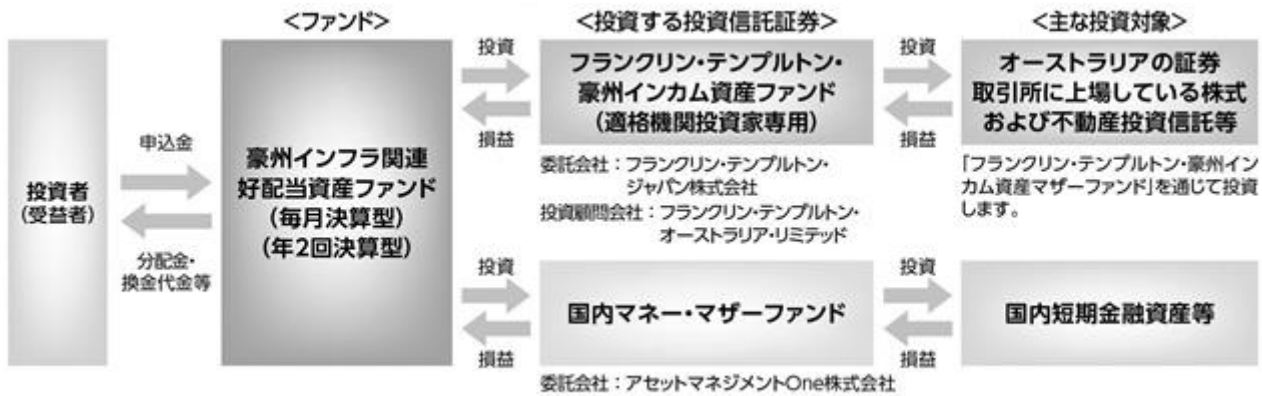 <ファンド>
<投資する投資信託証券>
<主な投資対象>
投資者
(受益者)
申込金
分配金・
換金代金等
豪州インフラ関連
好配当資産ファンド
(毎月決算型)
(年2回決算型)
投資
損益
フランクリン・テンプルトン・
豪州インカム資産ファンド
(適格機関投資家専用)
委託会社:フランクリン・テンプルトン・
ジャパン株式会社
投資顧問会社:フランクリン・テンプルトン・
オーストラリア・リミテッド
投資
損益
オーストラリアの証券
取引所に上場している株式
および不動産投資信託等
「フランクリン・テンプルトン・豪州イン
カム資産マザーファンド」を通じて投資
します。
投資
損益
国内マネー・マザーファンド
委託会社:アセットマネジメントOne株式会社
投資
損益
国内短期金融資産等